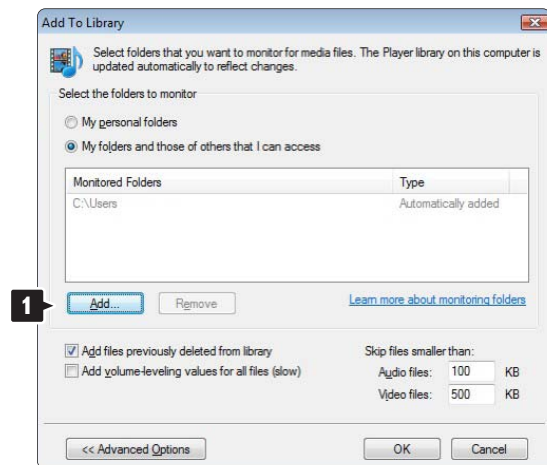 Add To Library
Select folders that you want to monitor for media files. The Player library on this computer is
updated automatically to reflect changes.
Select the folders to monitor
My personal folders
My folders and those of others that I can access
Monitored Folders Type
C:\Users Automatically added
1 Add... Remove Learn more about monitoring folders
Add files previously deleted from library Skip files smaller than:
Add volume-leveling values for all files (slow) Audio files: 100 KB
Video files: 500 KB
<< Advanced Options OK Cancel